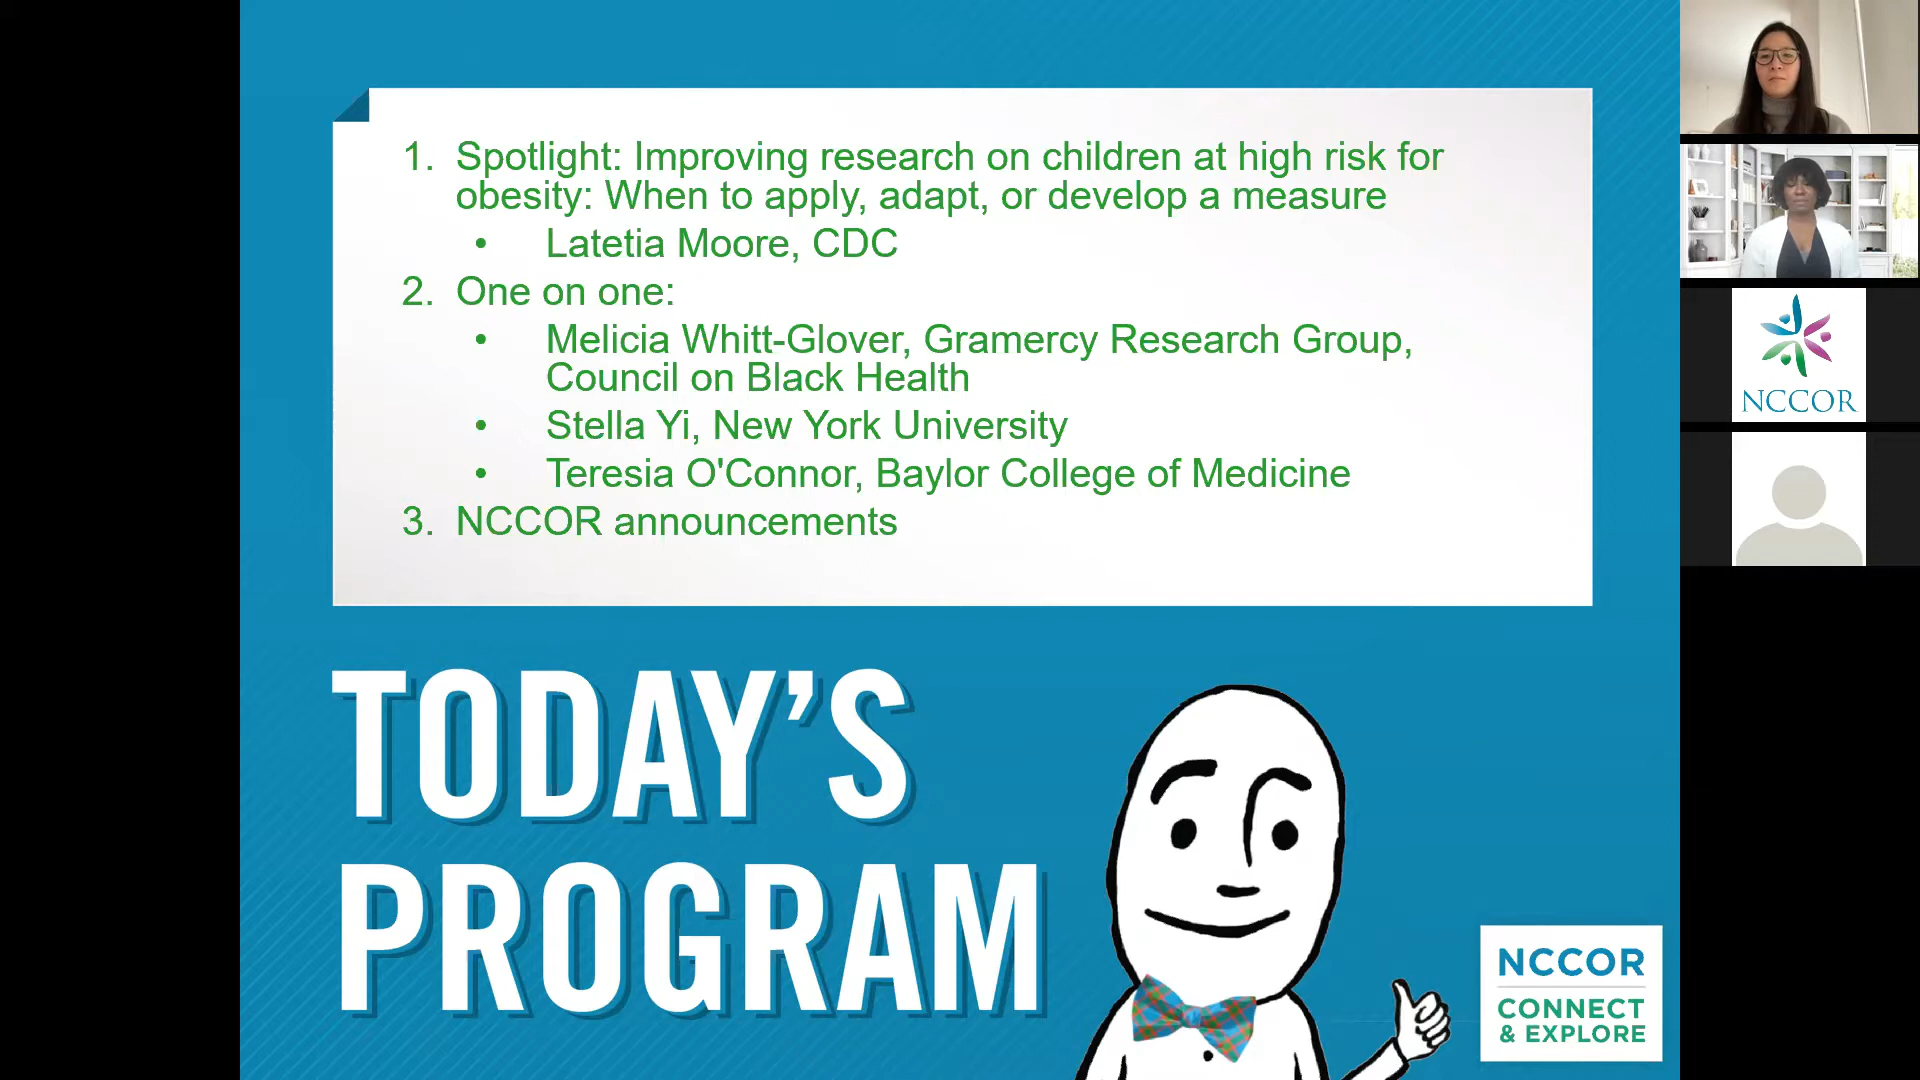 1. Spotlight: Improving research on children at high risk for
obesity: When to apply, adapt, or develop a measure
• Latetia Moore, CDC
2. One on one:
• Melicia Whitt-Glover, Gramercy Research Group,
Council on Black Health
• Stella Yi, New York University
• Teresia O'Connor, Baylor College of Medicine
3. NCCOR announcements
TODAY'S
PROGRAM
NCCOR
CONNECT
& EXPLORE
NCCOR